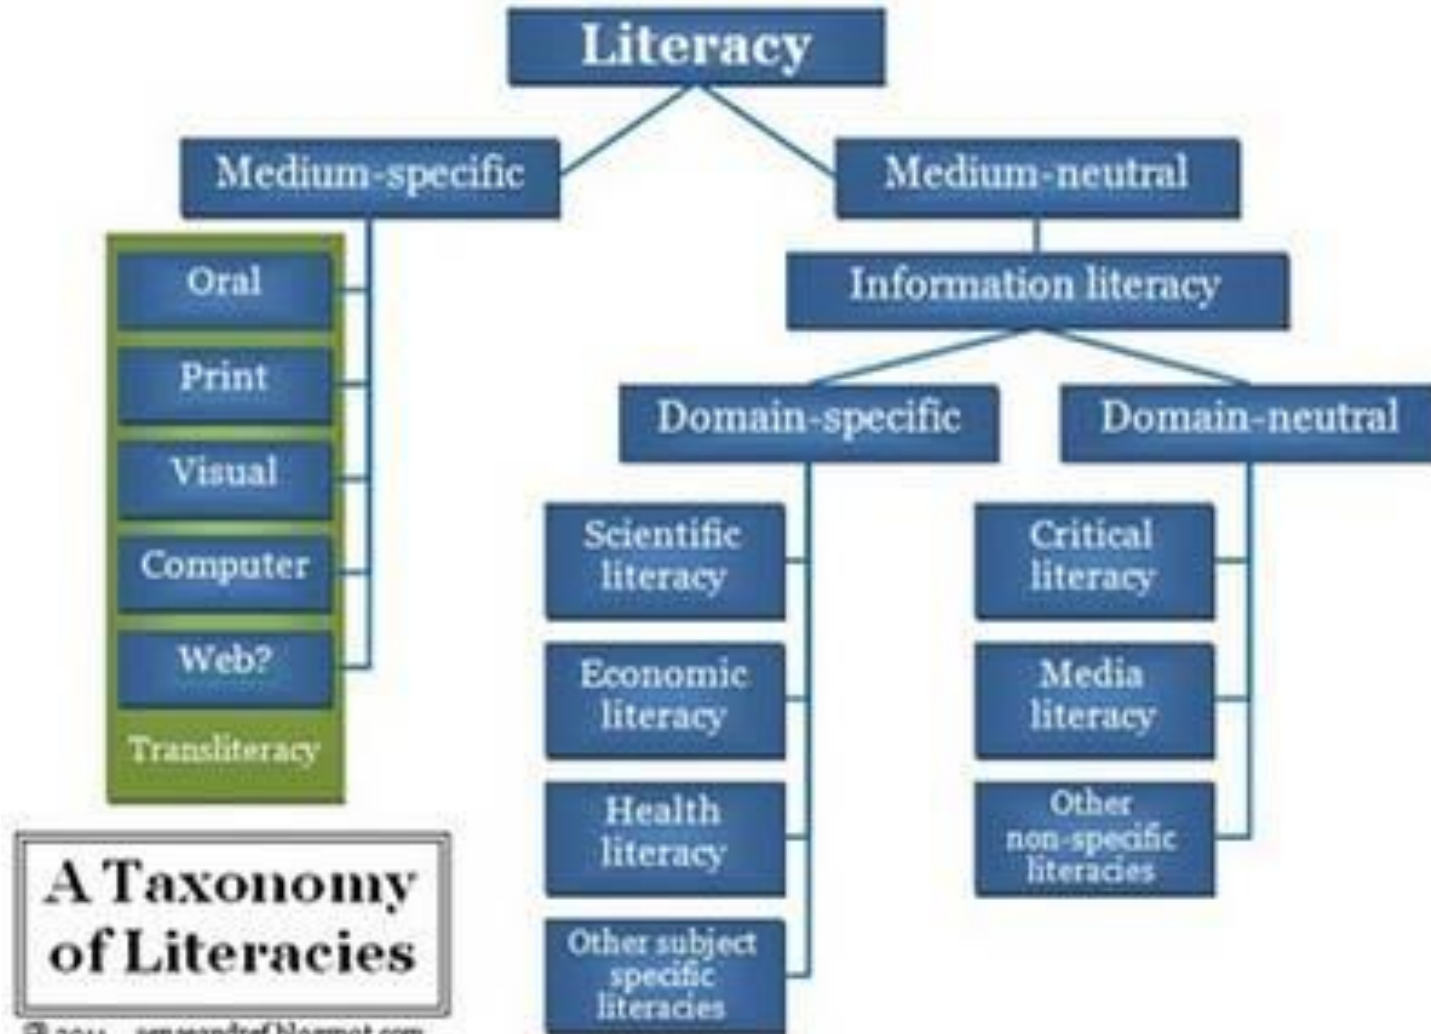 Literacy
Medium-specific
Medium-neutral
Oral
Print
Visual
Computer
Web?
Transliteracy
Information literacy
Domain-specific
Domain-neutral
Scientific
literacy
Economic
literacy
Health
literacy
Other subject
specific
literacies
Critical
literacy
Media
literacy
Other
non-specific
literacies
A Taxonomy
of Literacies